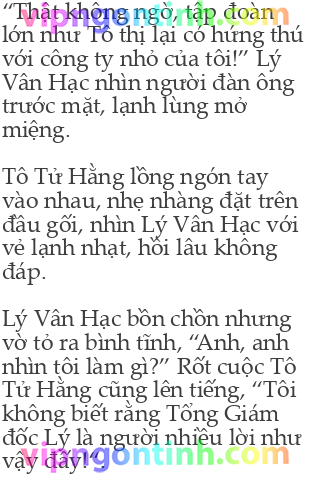 “Thật không ngờ, tập đoàn
lớn như Tô thị lại có hứng thú
với công ty nhỏ của tôi!” Lý
Vân Hạc nhìn người đàn ông
trước mặt, lạnh lùng mở
miệng.
Tô Tử Hằng lồng ngón tay
vào nhau, nhẹ nhàng đặt trên
đầu gối, nhìn Lý Vân Hạc với
vẻ lạnh nhạt, hồi lâu không
đáp.
Lý Vân Hạc bồn chồn nhưng
vờ tỏ ra bình tĩnh, “Anh, anh
nhìn tôi làm gì?” Rốt cuộc Tô
Tử Hằng cũng lên tiếng, “Tôi
không biết rằng Tổng Giám
đốc Lý là người nhiều lời như
vậy đấy!“
vipngontinh.com
vipngontinh.com